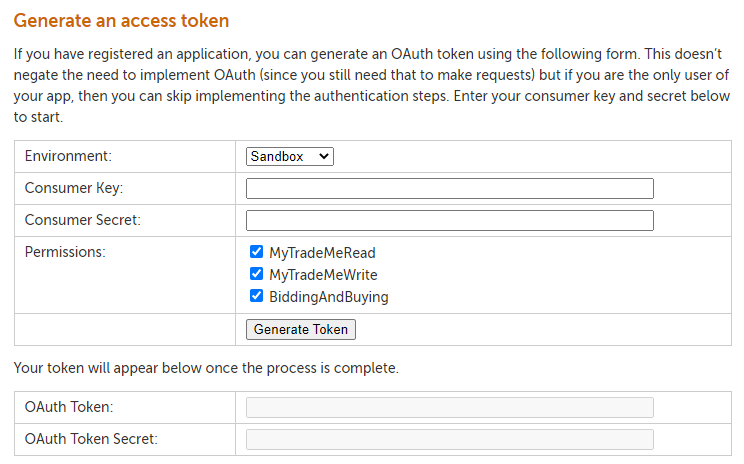 Generate an access token
If you have registered an application, you can generate an OAuth token using the following form. This doesn't
negate the need to implement OAuth (since you still need that to make requests) but if you are the only user of
your app, then you can skip implementing the authentication steps. Enter your consumer key and secret below
to start.
Environment: Sandbox
Consumer Key:
Consumer Secret:
Permissions: MyTradeMeRead
MyTradeMeWrite
BiddingAndBuying
Generate Token
Your token will appear below once the process is complete.
OAuth Token:
OAuth Token Secret: